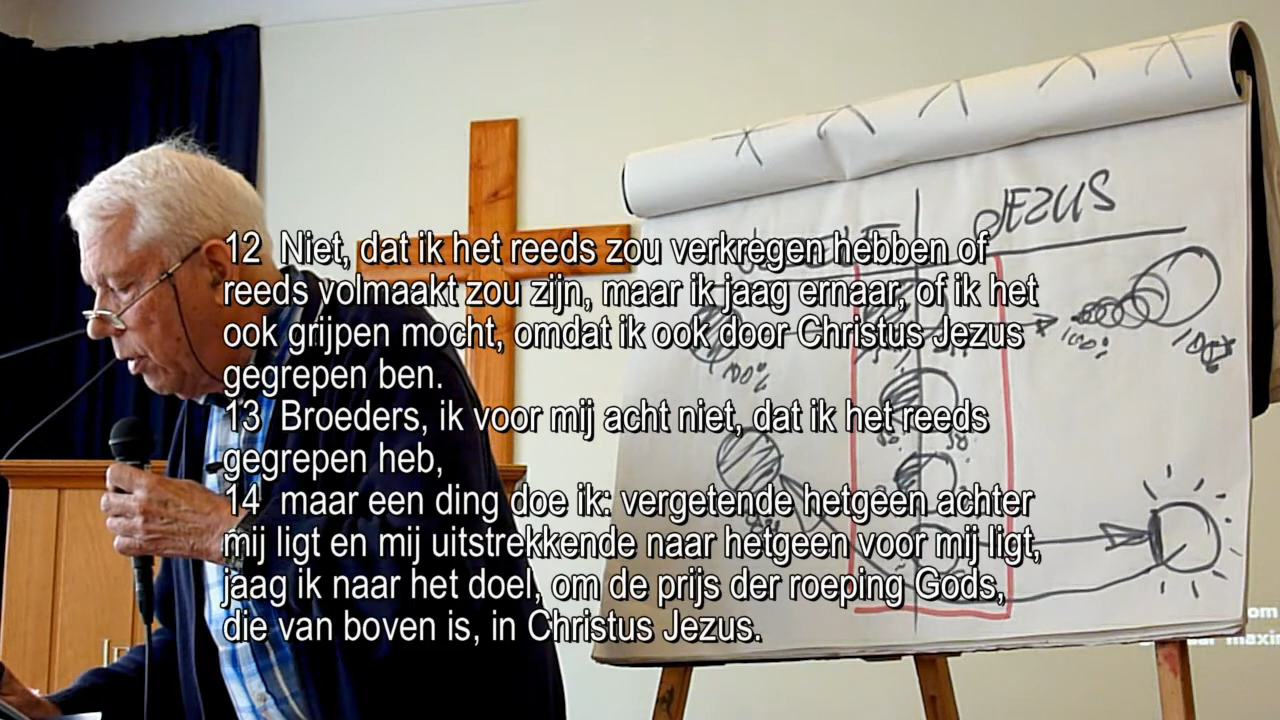 JEZUS
12 Niet, dat ik het reeds zou verkregen hebben of
reeds volmaakt zou zijn, maar ik jaag ernaar, of ik het
ook grijpen mocht, omdat ik ook door Christus Jezus
gegrepen ben.
13 Broeders, ik voor mij acht niet, dat ik het reeds
gegrepen heb,
14 maar een ding doe ik: vergetende hetgeen achter
mij ligt en mij uitstrekkende naar hetgeen voor mij ligt,
jaag ik naar het doel, om de prijs der roeping Gods,
die van boven is, in Christus Jezus.
100%